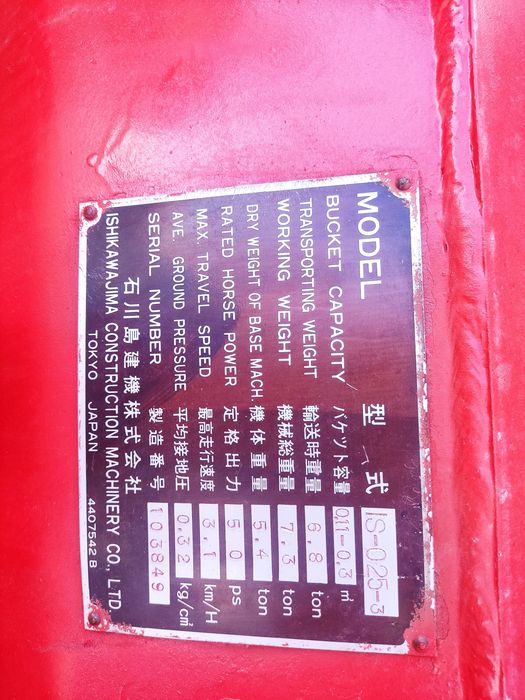 MODEL 型式 IS-025-3
BUCKET CAPACITY バケツト容量 0.11-0.3 ㎥
TRANSPORTING WEIGHT 輸送時重量 6.8 ton
WORKING WEIGHT 機械総重量 7.3 ton
DRY WEIGHT OF BASE MACH. 機体重量 5.4 ton
RATED HORSE POWER 定格出力 50 ps
MAX. TRAVEL SPEED 最高走行速度 3.1 km/H
AVE. GROUND PRESSURE 平均接地圧 0.32 kg/c㎡
SERIAL NUMBER 製造番号 103849
石川島建機株式会社
ISHIKAWAJIMA CONSTRUCTION MACHINERY CO., LTD.
TOKYO JAPAN 4407542B